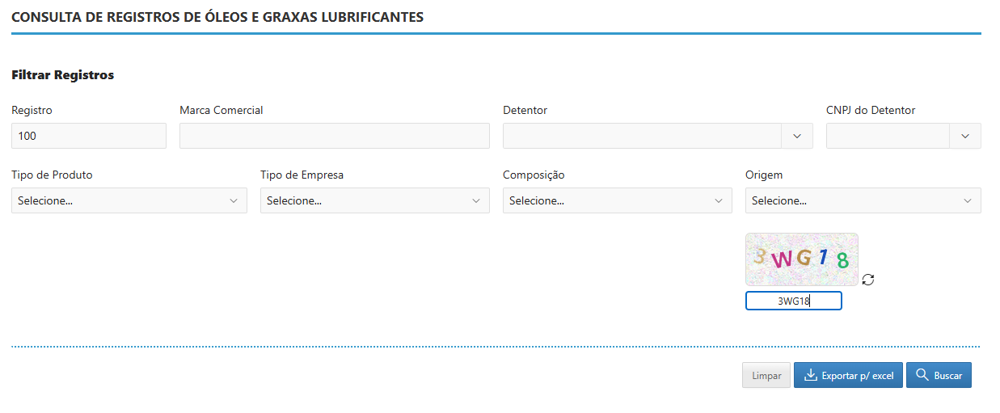 CONSULTA DE REGISTROS DE ÓLEOS E GRAXAS LUBRIFICANTES
Filtrar Registros
Registro Marca Comercial Detentor CNPJ do Detentor
100
Tipo de Produto Tipo de Empresa Composição Origem
Selecione... Selecione... Selecione... Selecione...
3WG18
3WG18
Limpar Exportar p/ excel Buscar